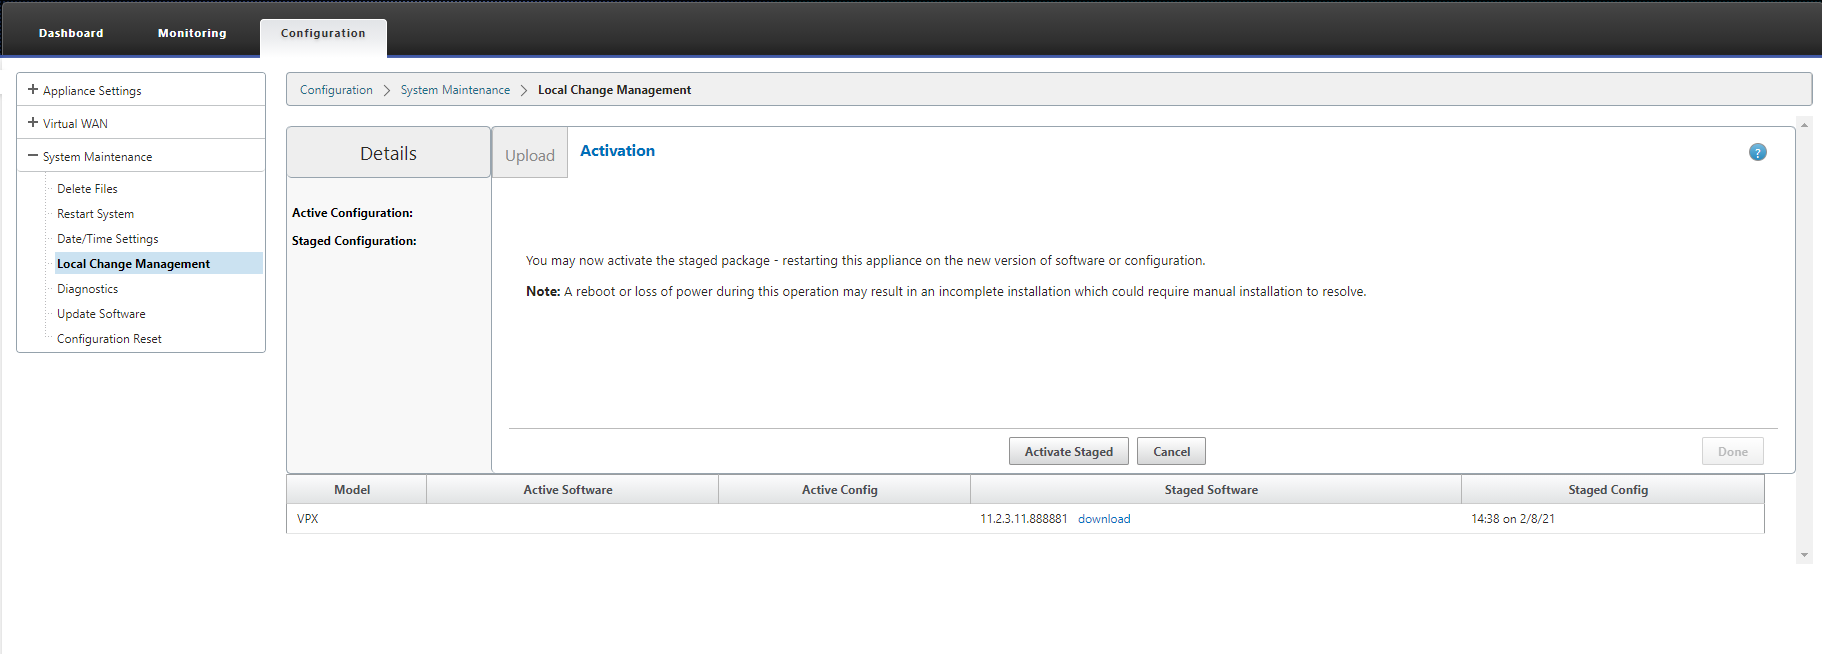 Dashboard Monitoring Configuration
Appliance Settings
Virtual WAN
System Maintenance
Delete Files
Restart System
Date/Time Settings
Local Change Management
Diagnostics
Update Software
Configuration Reset
Configuration > System Maintenance > Local Change Management
Details
Active Configuration:
Staged Configuration:
Upload Activation ?
You may now activate the staged package - restarting this appliance on the new version of software or configuration.
Note: A reboot or loss of power during this operation may result in an incomplete installation which could require manual installation to resolve.
Activate Staged Cancel Done
Model Active Software Active Config Staged Software Staged Config
VPX 11.2.3.11.888881 download 14:38 on 2/8/21